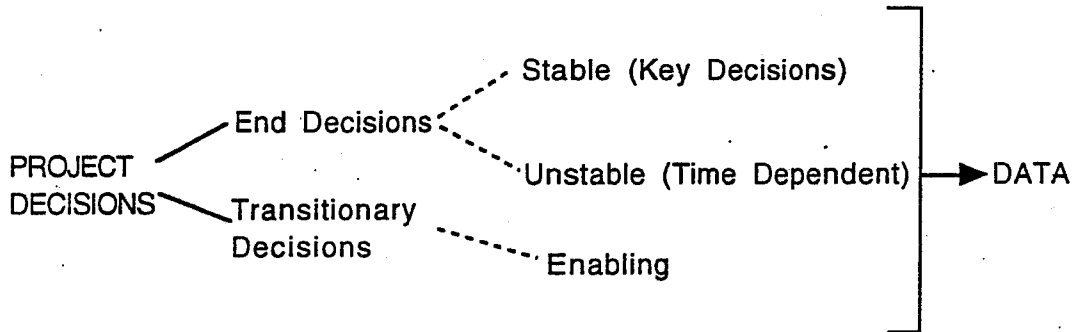 PROJECT
DECISIONS
End Decisions
Transitionary
Decisions
Stable (Key Decisions)
Unstable (Time Dependent)
Enabling
DATA